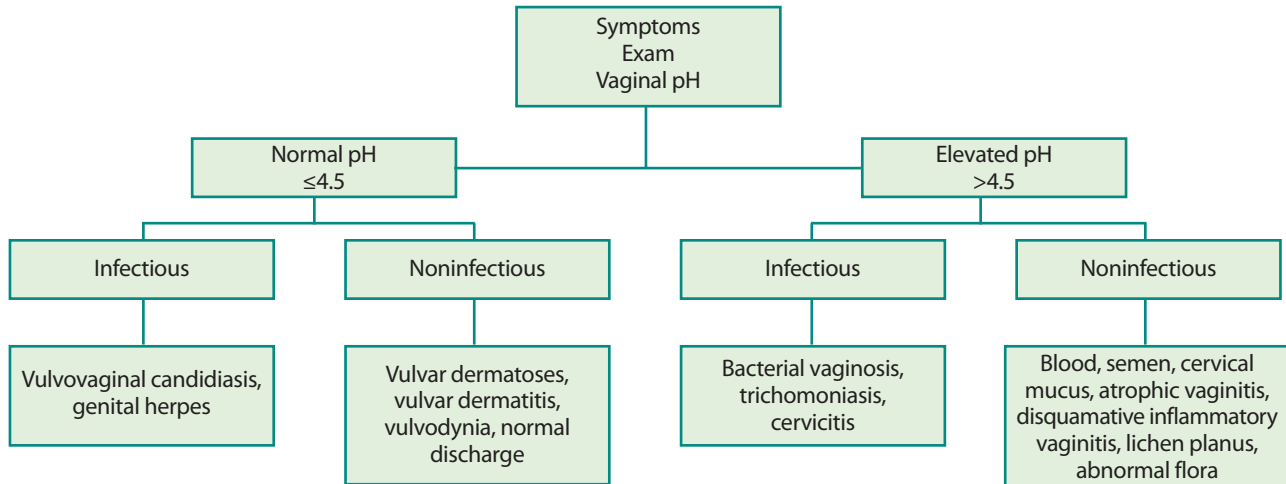 Symptoms
Exam
Vaginal pH
Normal pH
≤4.5
Elevated pH
>4.5
Infectious
Noninfectious
Infectious
Noninfectious
Vulvovaginal candidiasis,
genital herpes
Vulvar dermatoses,
vulvar dermatitis,
vulvodynia, normal
discharge
Bacterial vaginosis,
trichomoniasis,
cervicitis
Blood, semen, cervical
mucus, atrophic vaginitis,
disquamative inflammatory
vaginitis, lichen planus,
abnormal flora